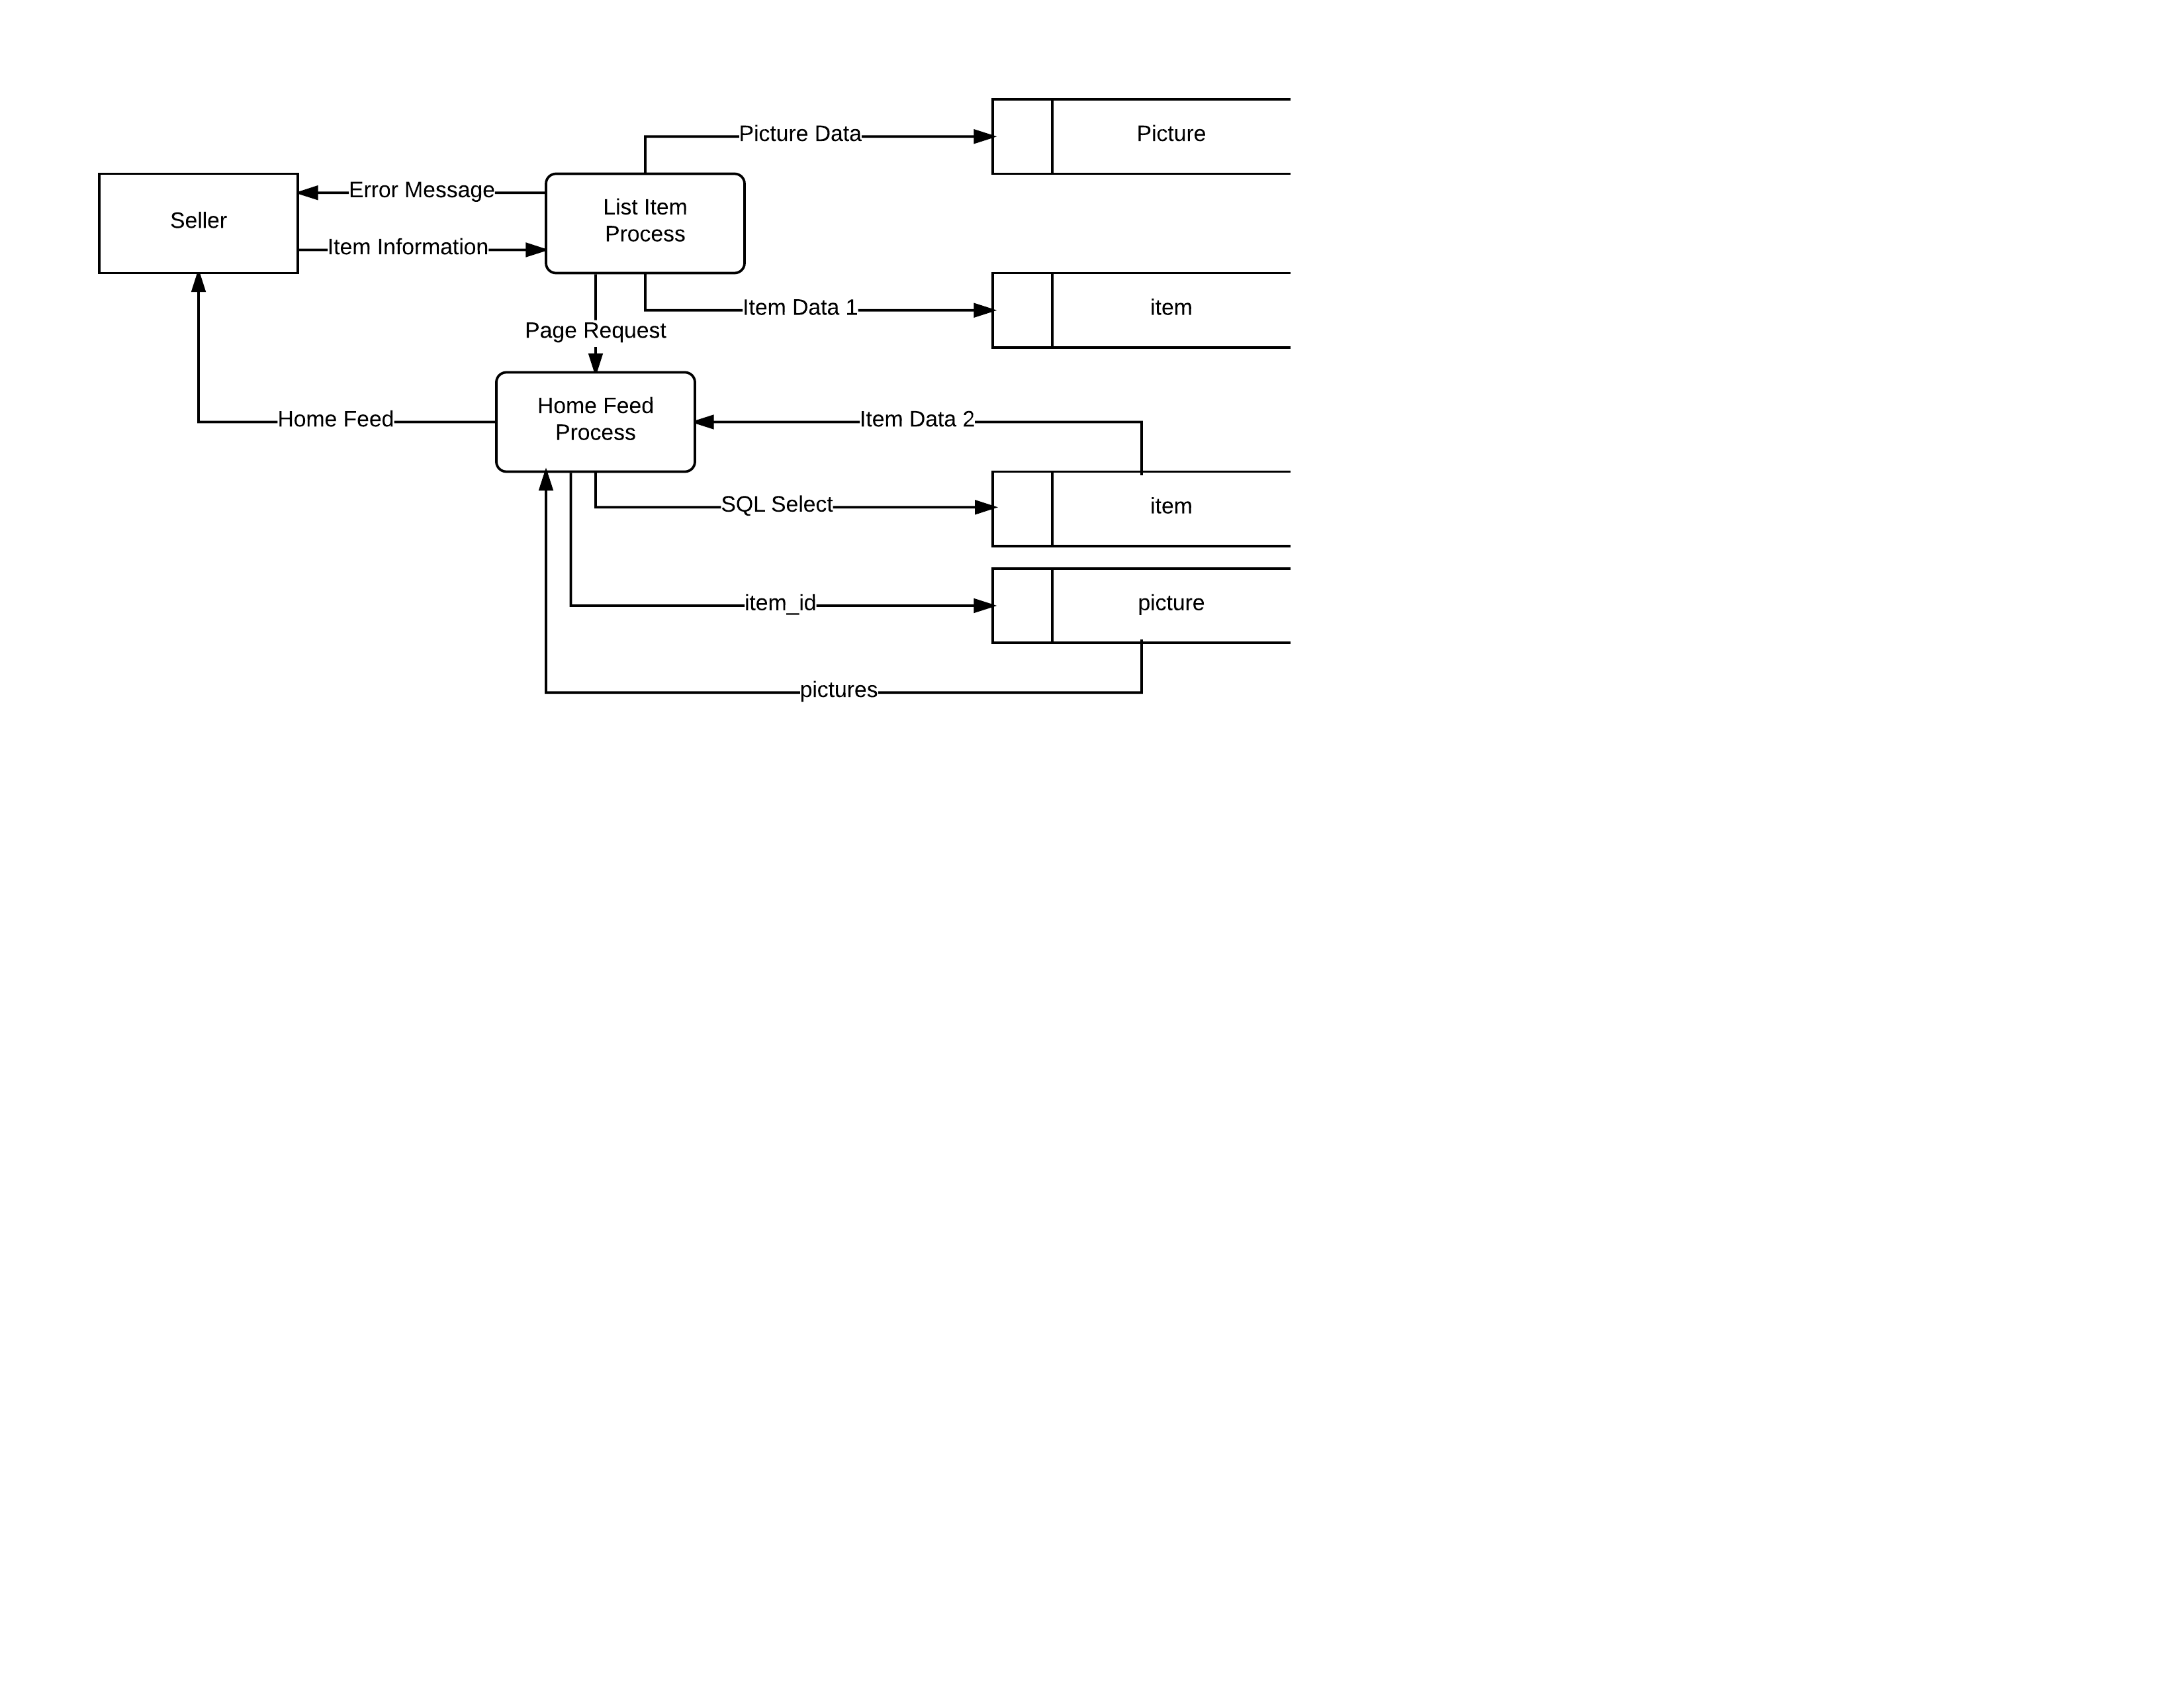 Picture Data
Picture
Error Message
Seller
List Item
Process
Item Information
Item Data 1
item
Page Request
Home Feed
Home Feed
Process
Item Data 2
SQL Select
item
item_id
picture
pictures